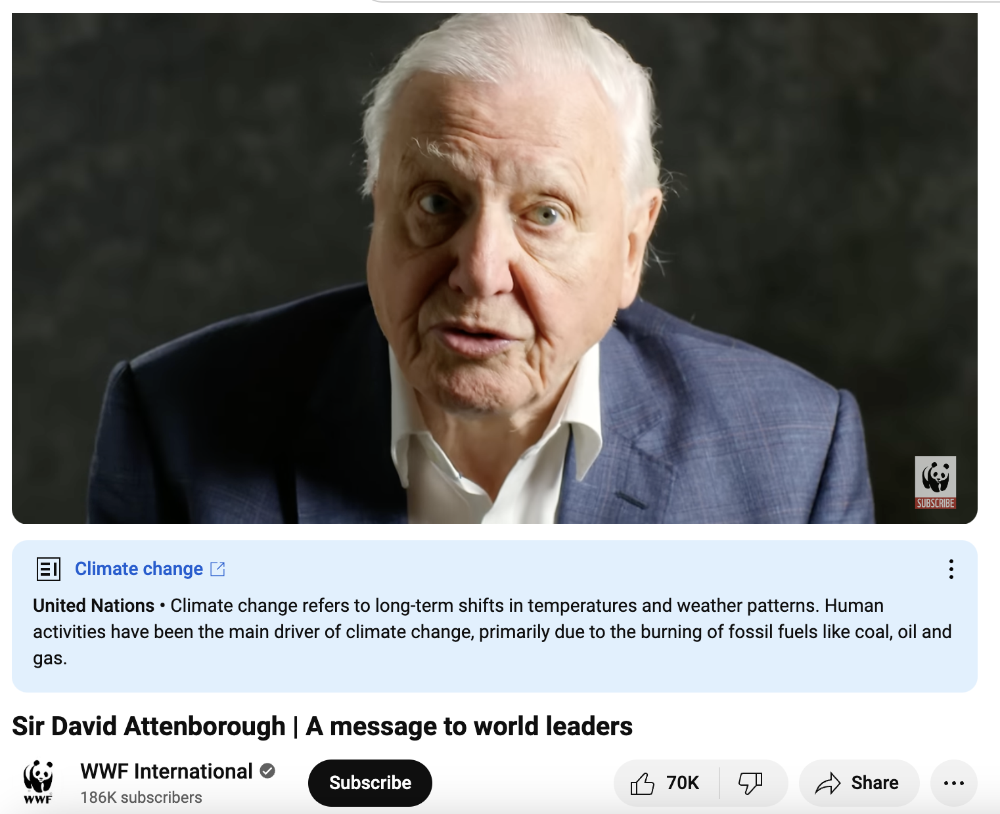 SUBSCRIBE
Climate change
United Nations • Climate change refers to long-term shifts in temperatures and weather patterns. Human
activities have been the main driver of climate change, primarily due to the burning of fossil fuels like coal, oil and
gas.
Sir David Attenborough | A message to world leaders
WWF International
186K subscribers
WWF
Subscribe
70K
Share